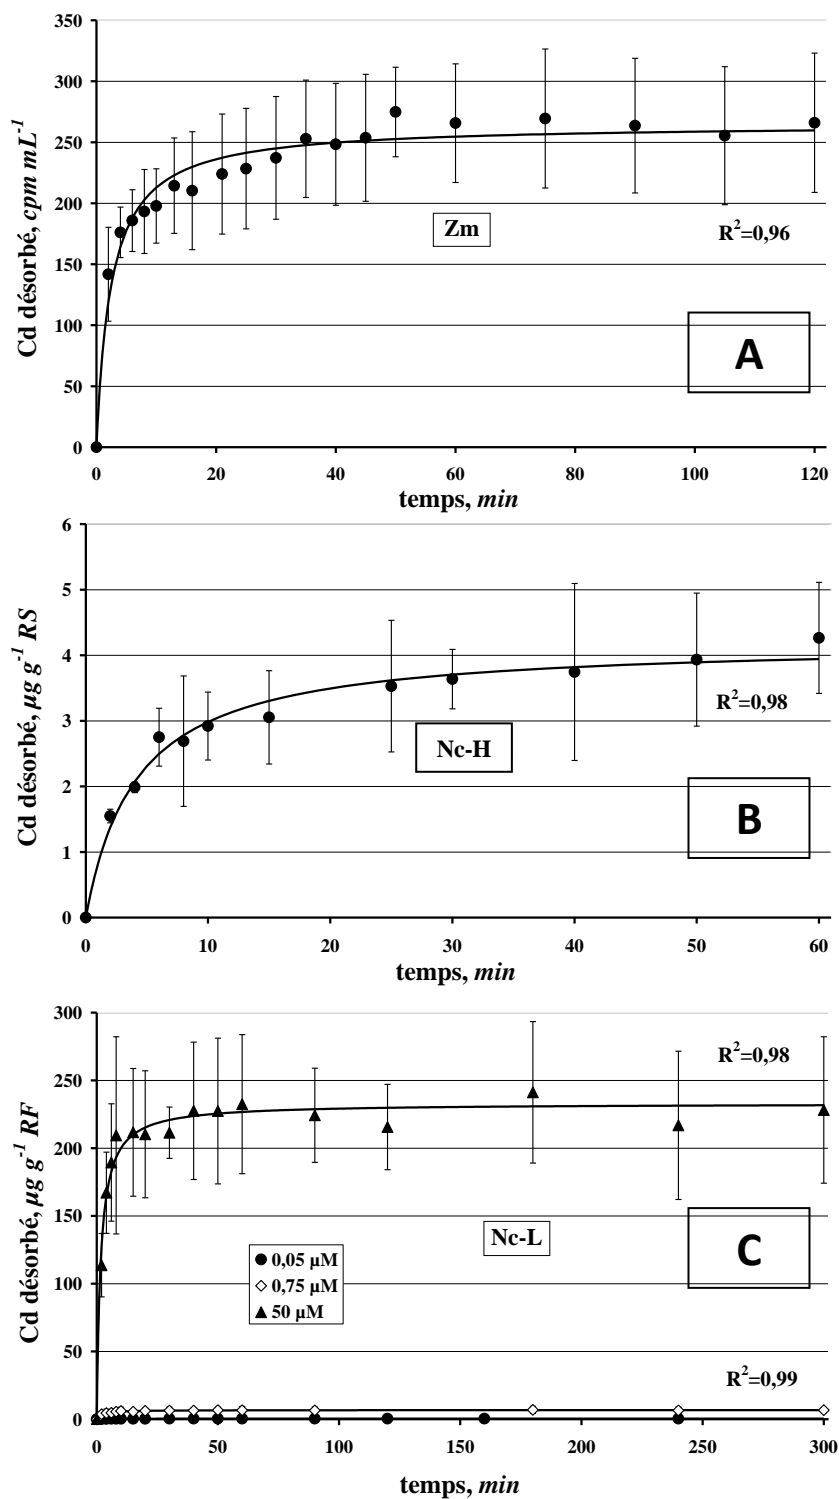 350
300
250
200
150
100
50
0
Cd désorbé, cpm mL⁻¹
Zm
R²=0,96
A
0 20 40 60 80 100 120
temps, min
6
5
4
3
2
1
0
Cd désorbé, µg g⁻¹ RS
R²=0,98
Nc-H
B
0 10 20 30 40 50 60
temps, min
300
250
200
150
100
50
0
Cd désorbé, µg g⁻¹ RF
R²=0,98
Nc-L
C
0,05 µM
0,75 µM
50 µM
R²=0,99
0 50 100 150 200 250 300
temps, min